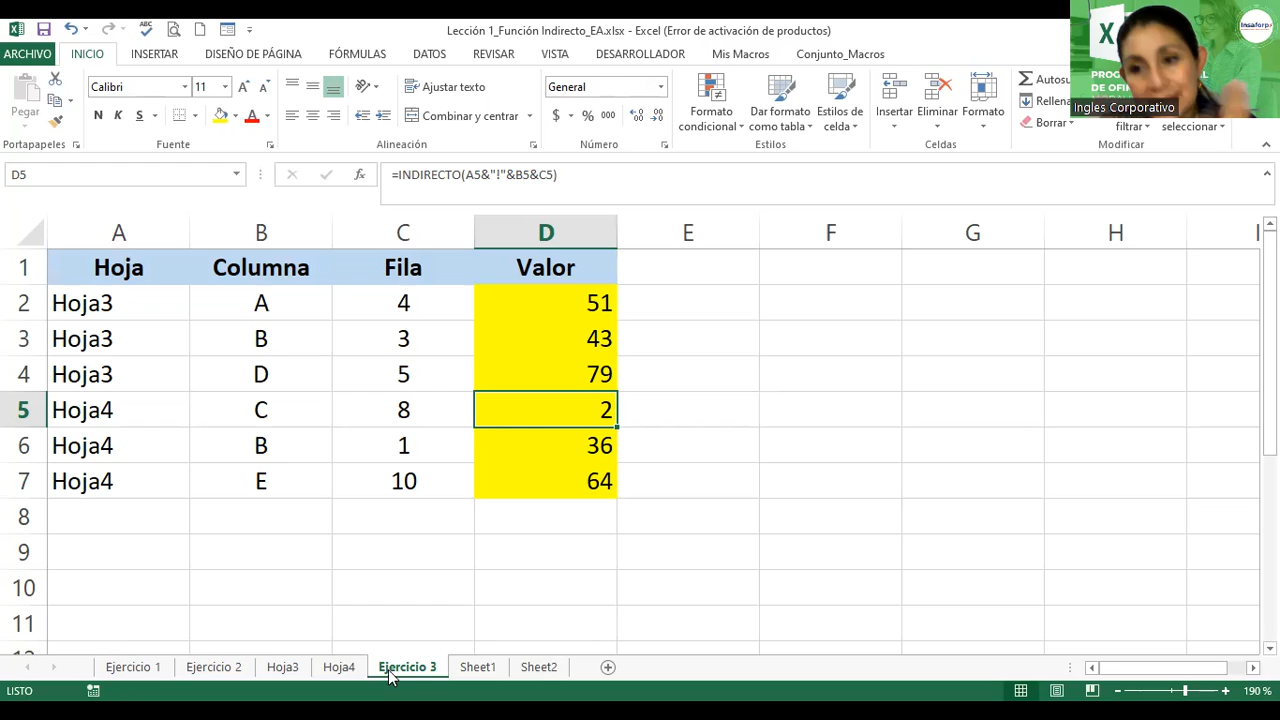 Lección 1_Función Indirecto_EA.xlsx - Excel (Error de activación de productos)
ARCHIVO INICIO INSERTAR DISEÑO DE PÁGINA FÓRMULAS DATOS REVISAR VISTA DESARROLLADOR Mis Macros Conjunto_Macros
Insaforp
Ingles Corporativo
Pegar
Calibri 11
N K S
Ajustar texto
Combinar y centrar
General
$ % 000
Formato condicional
Dar formato como tabla
Estilos de celda
Insertar
Eliminar
Formato
Autosu
Rellena
Borrar
filtrar
seleccionar
Portapapeles Fuente Alineación Número Estilos Celdas Modificar
D5 fx =INDIRECTO(A5&"!"&B5&C5)
A B C D E F G H I
1 Hoja Columna Fila Valor
2 Hoja3 A 4 51
3 Hoja3 B 3 43
4 Hoja3 D 5 79
5 Hoja4 C 8 2
6 Hoja4 B 1 36
7 Hoja4 E 10 64
8
9
10
11
Ejercicio 1 Ejercicio 2 Hoja3 Hoja4 Ejercicio 3 Sheet1 Sheet2
LISTO 190 %